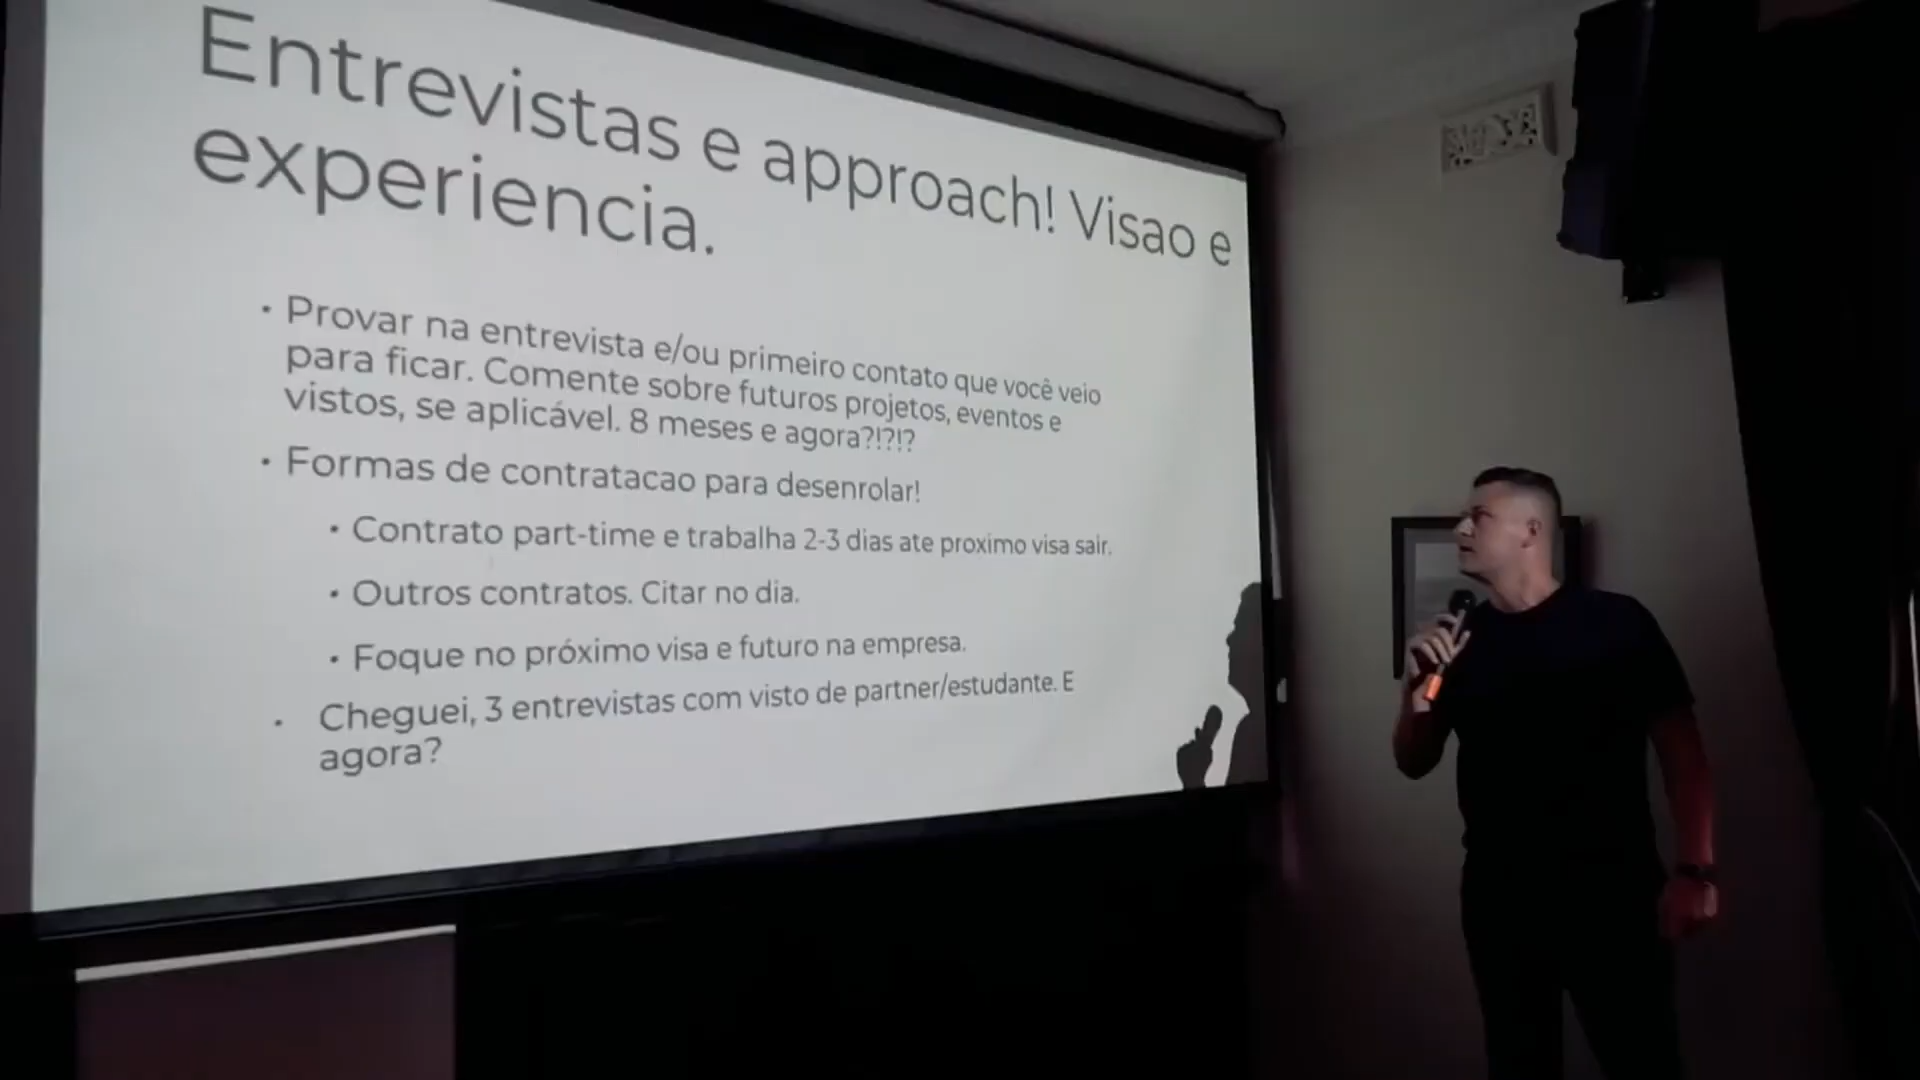 Entrevistas e approach! Visao e
experiencia.
• Provar na entrevista e/ou primeiro contato que você veio
para ficar. Comente sobre futuros projetos, eventos e
vistos, se aplicável. 8 meses e agora?!?!?
• Formas de contratacao para desenrolar!
• Contrato part-time e trabalha 2-3 dias ate proximo visa sair.
• Outros contratos. Citar no dia.
• Foque no próximo visa e futuro na empresa.
• Cheguei, 3 entrevistas com visto de partner/estudante. E
agora?